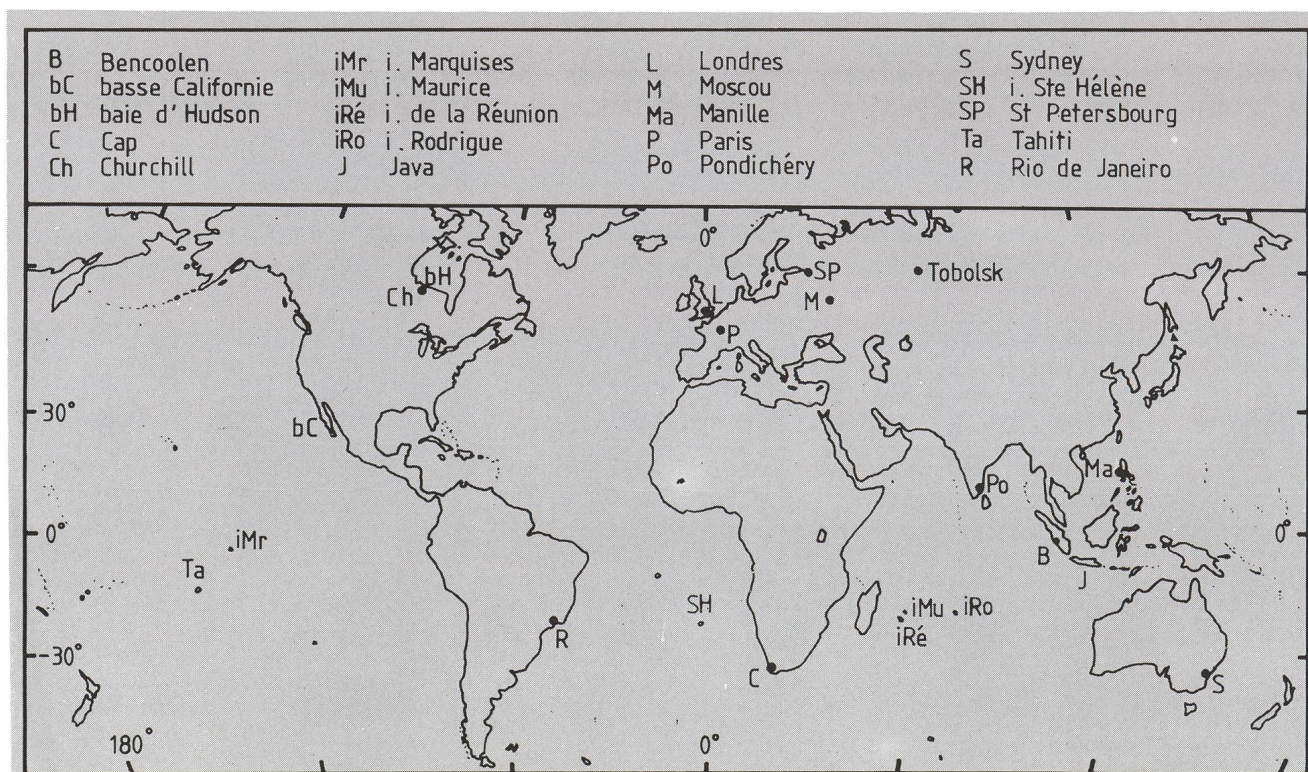 B Bencoolen iMr i. Marquises L Londres S Sydney
bC basse Californie iMu i. Maurice M Moscou SH i. Ste Hélène
bH baie d'Hudson iRé i. de la Réunion Ma Manille SP St Petersbourg
C Cap iRo i. Rodrigue P Paris Ta Tahiti
Ch Churchill J Java Po Pondichéry R Rio de Janeiro
0°
bH SP Tobolsk
Ch L M
P
30° bC
Ma
Po
0° iMr 0°
Ta B
J
SH iMu iRo
R iRé
30°
C S
180° 0°